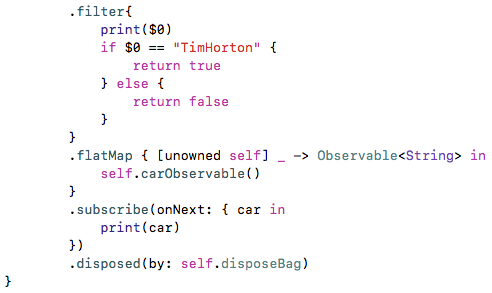 .filter{
print($0)
if $0 == "TimHorton" {
return true
} else {
return false
}
}
.flatMap { [unowned self] _ -> Observable<String> in
self.carObservable()
}
.subscribe(onNext: { car in
print(car)
})
.disposed(by: self.disposeBag)
}